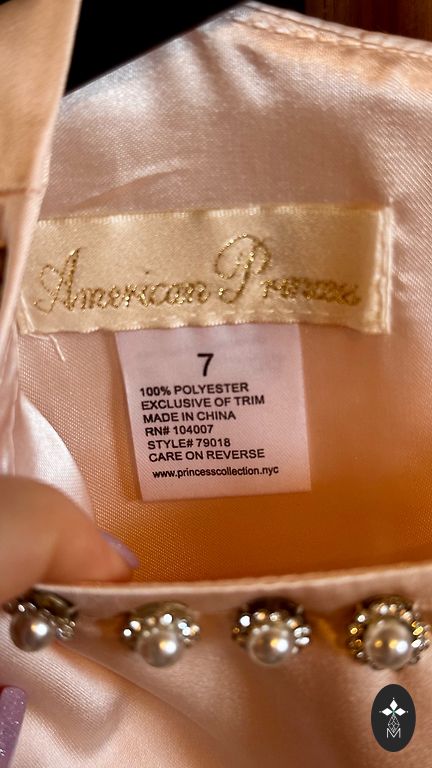 American Princess
7
100% POLYESTER
EXCLUSIVE OF TRIM
MADE IN CHINA
RN# 104007
STYLE# 79018
CARE ON REVERSE
www.princesscollection.nyc
M